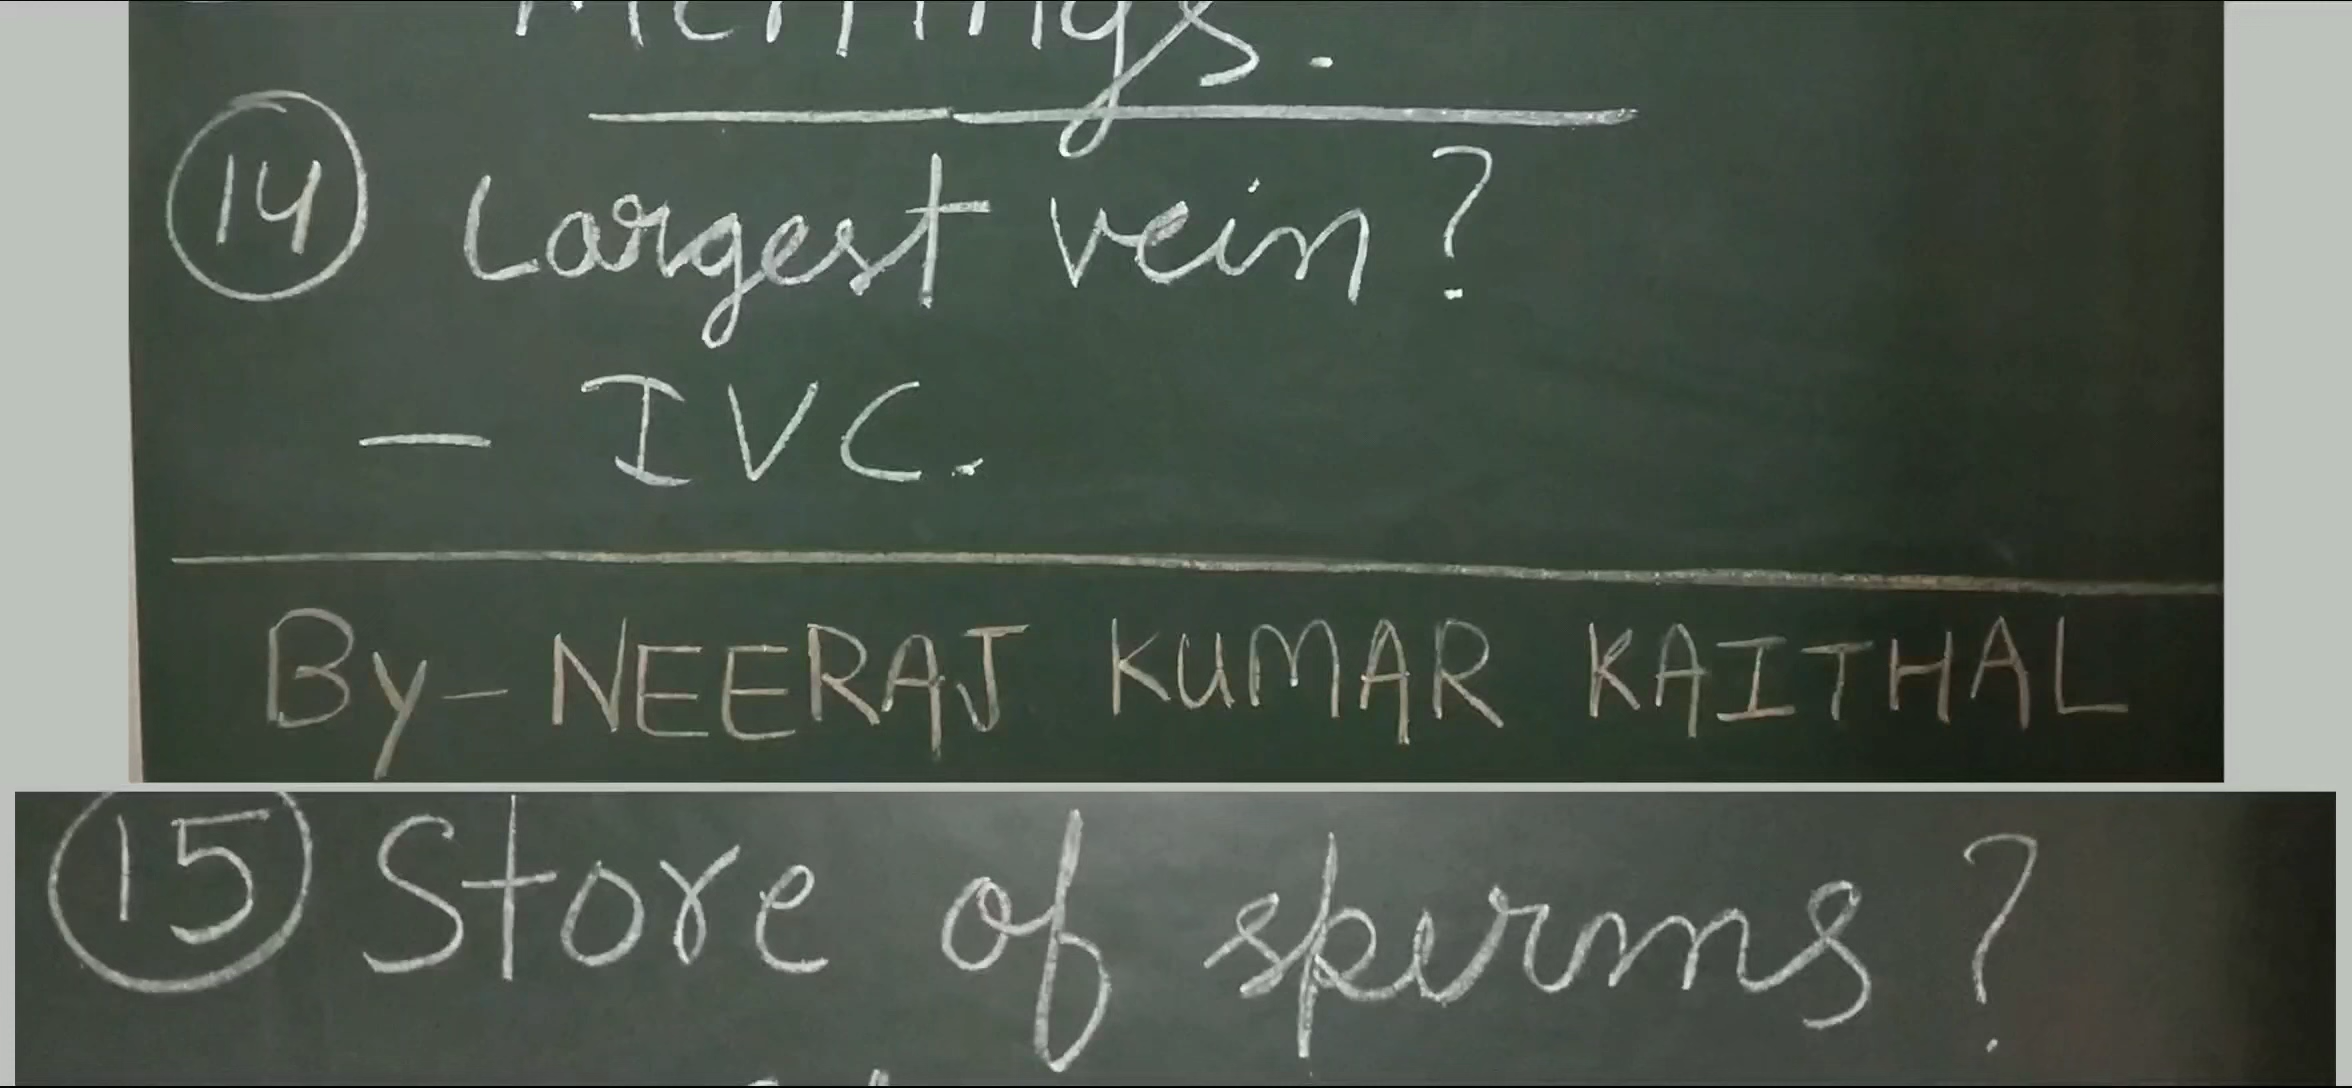 (14) Largest vein?
— IVC.
By - NEERAJ KUMAR KAITHAL
(15) Store of sperms?